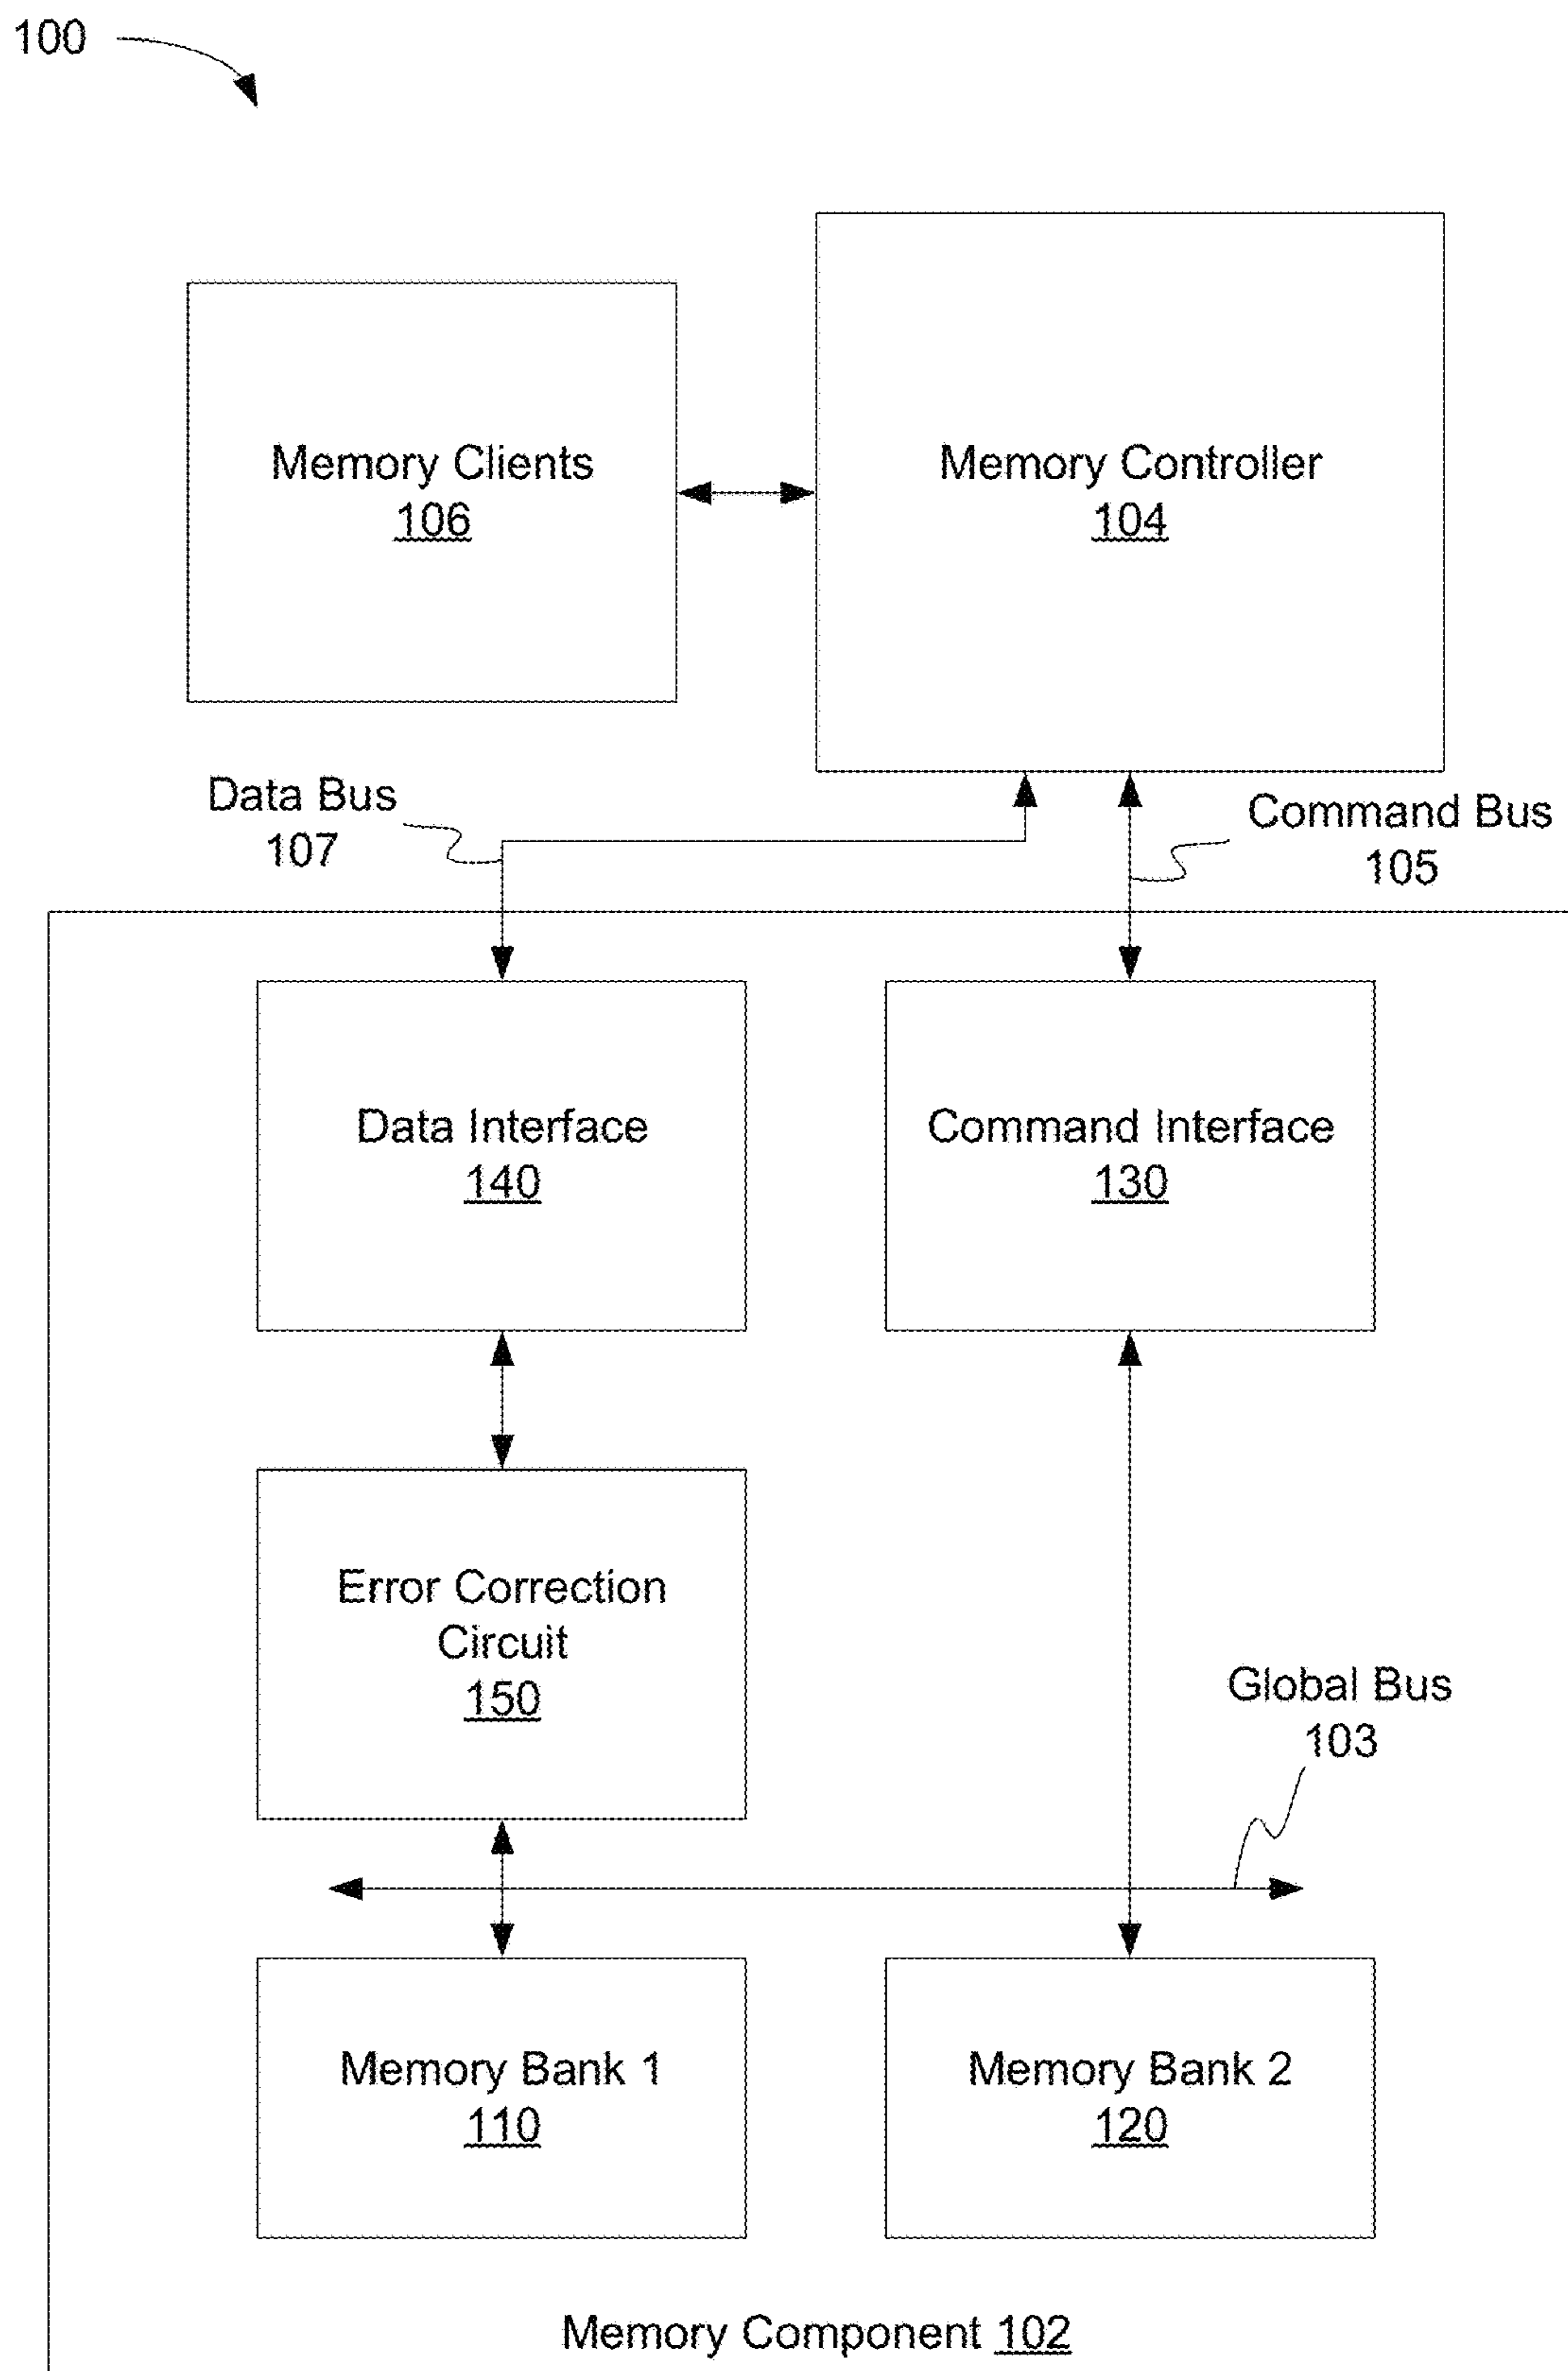 100
Memory Clients
106
Memory Controller
104
Data Bus
107
Command Bus
105
Data Interface
140
Command Interface
130
Error Correction
Circuit
150
Global Bus
103
Memory Bank 1
110
Memory Bank 2
120
Memory Component 102